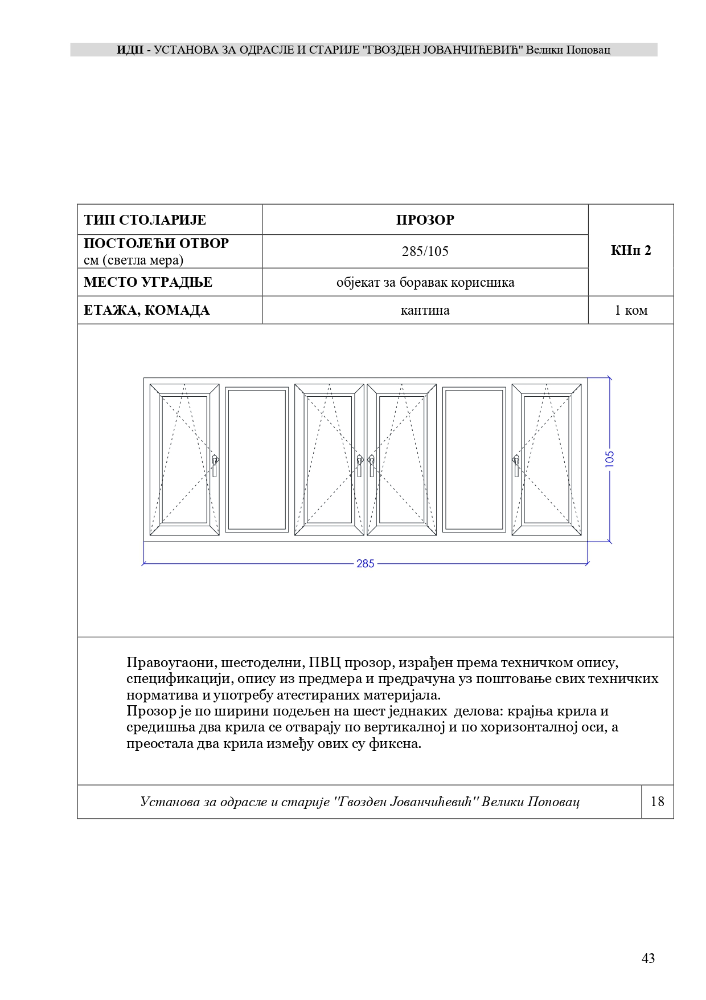 ИДП - УСТАНОВА ЗА ОДРАСЛЕ И СТАРИЈЕ "ГВОЗДЕН ЈОВАНЧИЋЕВИЋ" Велики Поповац
ТИП СТОЛАРИЈЕ
ПРОЗОР
КНп 2
ПОСТОЈЕЋИ ОТВОР
см (светла мера)
285/105
МЕСТО УГРАДЊЕ
објекат за боравак корисника
ЕТАЖА, КОМАДА
кантина
1 ком
105
285
Правоугаони, шестоделни, ПВЦ прозор, израђен према техничком опису,
спецификацији, опису из предмера и предрачуна уз поштовање свих техничких
норматива и употребу атестираних материјала.
Прозор је по ширини подељен на шест једнаких  делова: крајња крила и
средишња два крила се отварају по вертикалној и по хоризонталној оси, а
преостала два крила између ових су фиксна.
Установа за одрасле и старије "Гвозден Јованчићевић" Велики Поповац
18
43